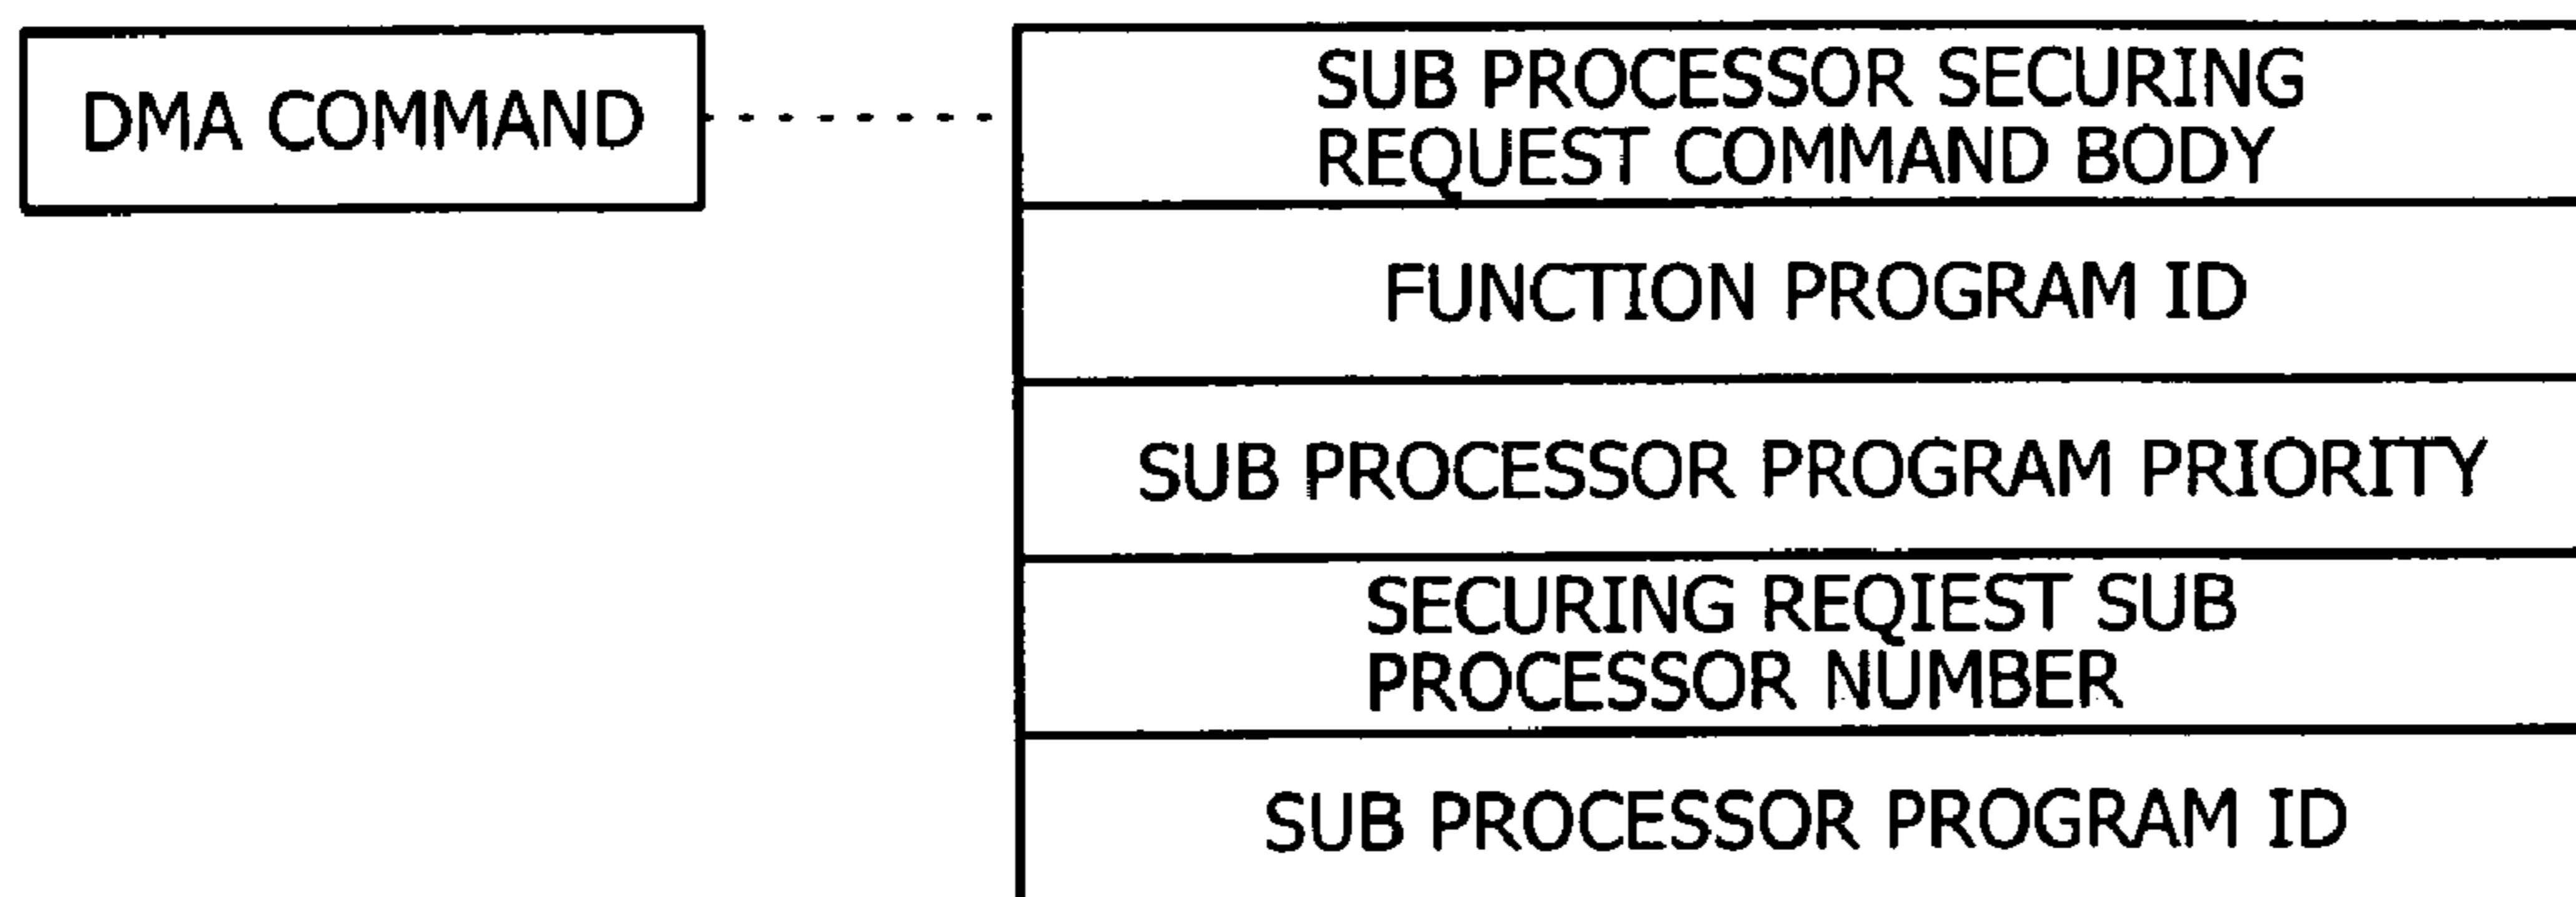 DMA COMMAND
SUB PROCESSOR SECURING
REQUEST COMMAND BODY
FUNCTION PROGRAM ID
SUB PROCESSOR PROGRAM PRIORITY
SECURING REQIEST SUB
PROCESSOR NUMBER
SUB PROCESSOR PROGRAM ID